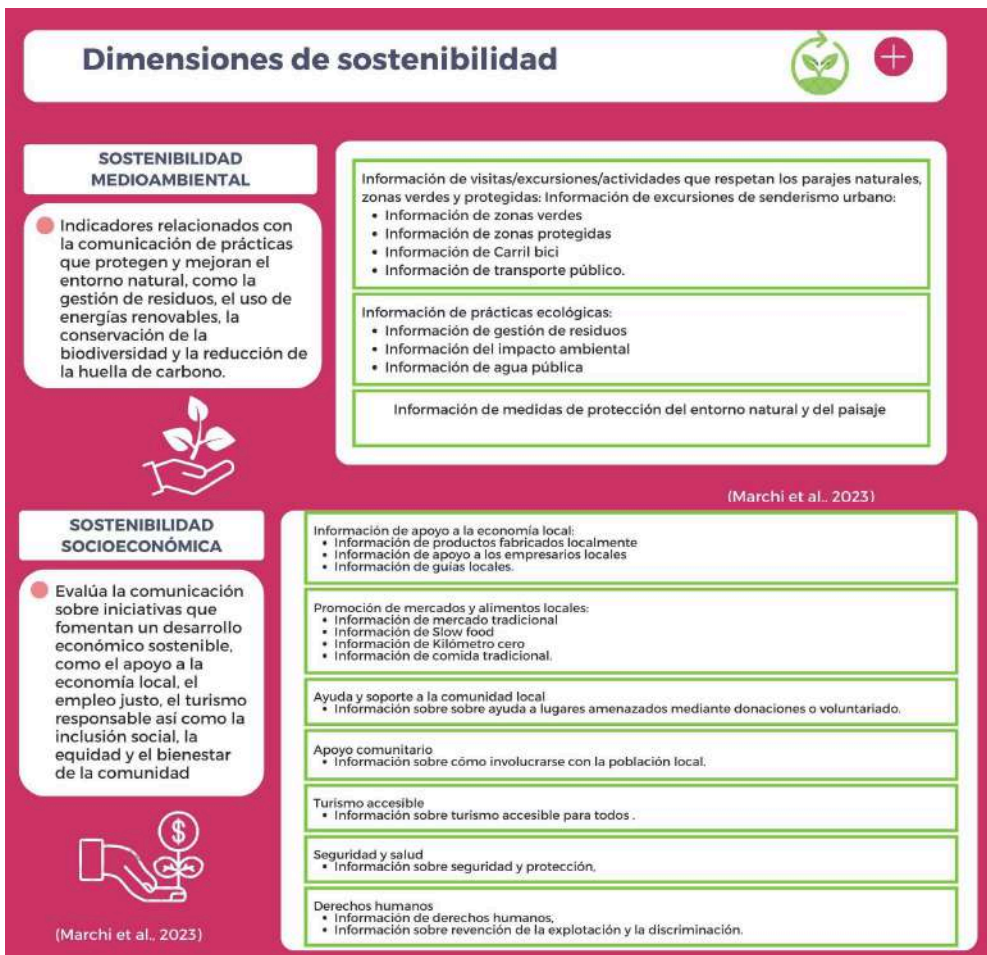 Dimensiones de sostenibilidad
SOSTENIBILIDAD
MEDIOAMBIENTAL
Indicadores relacionados con
la comunicación de prácticas
que protegen y mejoran el
entorno natural, como la
gestión de residuos, el uso de
energías renovables, la
conservación de la
biodiversidad y la reducción de
la huella de carbono.
Información de visitas/excursiones/actividades que respetan los parajes naturales,
zonas verdes y protegidas: Información de excursiones de senderismo urbano:
• Información de zonas verdes
• Información de zonas protegidas
• Información de Carril bici
• Información de transporte público.
Información de prácticas ecológicas:
• Información de gestión de residuos
• Información del impacto ambiental
• Información de agua pública
Información de medidas de protección del entorno natural y del paisaje
(Marchi et al., 2023)
SOSTENIBILIDAD
SOCIOECONÓMICA
Evalúa la comunicación
sobre iniciativas que
fomentan un desarrollo
económico sostenible,
como el apoyo a la
economía local, el
empleo justo, el turismo
responsable así como la
inclusión social, la
equidad y el bienestar
de la comunidad
$
(Marchi et al., 2023)
Información de apoyo a la economía local:
• Información de productos fabricados localmente
• Información de apoyo a los empresarios locales
• Información de guías locales.
Promoción de mercados y alimentos locales:
• Información de mercado tradicional
• Información de Slow food
• Información de Kilómetro cero
• Información de comida tradicional.
Ayuda y soporte a la comunidad local
• Información sobre sobre ayuda a lugares amenazados mediante donaciones o voluntariado.
Apoyo comunitario
• Información sobre cómo involucrarse con la población local.
Turismo accesible
• Información sobre turismo accesible para todos .
Seguridad y salud
• Información sobre seguridad y protección,
Derechos humanos
• Información de derechos humanos,
• Información sobre revención de la explotación y la discriminación.